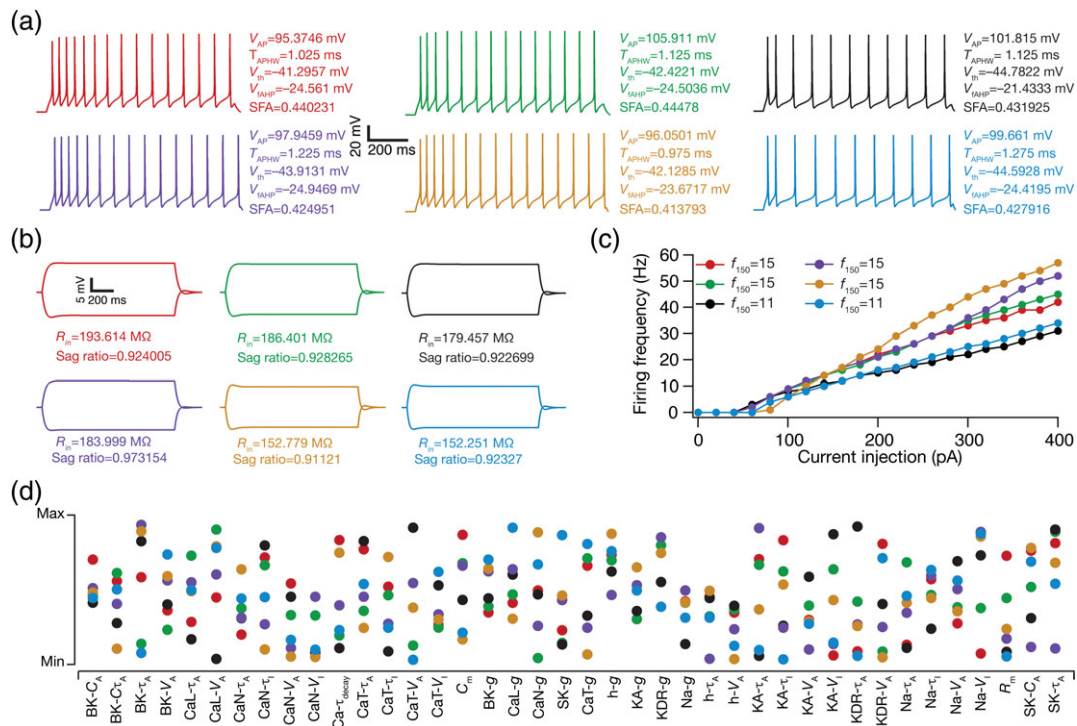 (a)
V_AP=95.3746 mV
T_APHW=1.025 ms
V_th=−41.2957 mV
V_fAHP=−24.561 mV
SFA=0.440231
V_AP=105.911 mV
T_APHW=1.125 ms
V_th=−42.4221 mV
V_fAHP=−24.5036 mV
SFA=0.44478
V_AP=101.815 mV
T_APHW=1.125 ms
V_th=−44.7822 mV
V_fAHP=−21.4333 mV
SFA=0.431925
V_AP=97.9459 mV
T_APHW=1.225 ms
V_th=−43.9131 mV
V_fAHP=−24.9469 mV
SFA=0.424951
20 mV
200 ms
V_AP=96.0501 mV
T_APHW=0.975 ms
V_th=−42.1285 mV
V_fAHP=−23.6717 mV
SFA=0.413793
V_AP=99.661 mV
T_APHW=1.275 ms
V_th=−44.5928 mV
V_fAHP=−24.4195 mV
SFA=0.427916
(b)
5 mV
200 ms
R_in=193.614 MΩ
Sag ratio=0.924005
R_in=186.401 MΩ
Sag ratio=0.928265
R_in=179.457 MΩ
Sag ratio=0.922699
R_in=183.999 MΩ
Sag ratio=0.973154
R_in=152.779 MΩ
Sag ratio=0.91121
R_in=152.251 MΩ
Sag ratio=0.92327
(c)
Firing frequency (Hz)
60
50
40
30
20
10
0
f_150=15
f_150=15
f_150=11
f_150=15
f_150=15
f_150=11
0 100 200 300 400
Current injection (pA)
(d)
Max
Min
BK-C_A
BK-Cτ_A
BK-τ_A
BK-V_A
CaL-τ_A
CaL-V_A
CaN-τ_A
CaN-τ_I
CaN-V_A
CaN-V_I
Ca-τ_decay
CaT-τ_A
CaT-τ_I
CaT-V_A
CaT-V_I
C_m
BK-g
CaL-g
CaN-g
SK-g
CaT-g
h-g
KA-g
KDR-g
Na-g
h-τ_A
h-V_A
KA-τ_A
KA-τ_I
KA-V_A
KA-V_I
KDR-τ_A
KDR-V_A
Na-τ_A
Na-τ_I
Na-V_A
Na-V_I
R_m
SK-C_A
SK-τ_A